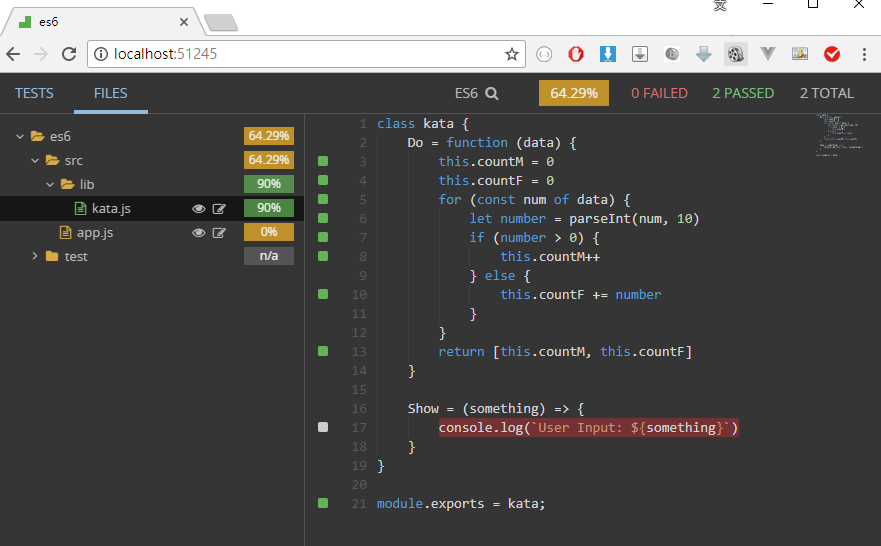 es6
localhost:51245
TESTS FILES ES6 64.29% 0 FAILED 2 PASSED 2 TOTAL
es6 64.29%
src 64.29%
lib 90%
kata.js 90%
app.js 0%
test n/a
1 class kata {
2 Do = function (data) {
3 this.countM = 0
4 this.countF = 0
5 for (const num of data) {
6 let number = parseInt(num, 10)
7 if (number > 0) {
8 this.countM++
9 } else {
10 this.countF += number
11 }
12 }
13 return [this.countM, this.countF]
14 }
15
16 Show = (something) => {
17 console.log(`User Input: ${something}`)
18 }
19 }
20
21 module.exports = kata;